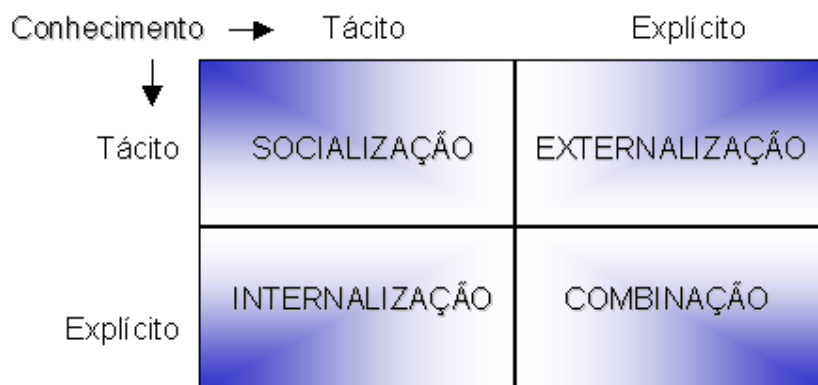 Conhecimento → Tácito Explícito
↓
Tácito SOCIALIZAÇÃO EXTERNALIZAÇÃO
INTERNALIZAÇÃO COMBINAÇÃO
Explícito